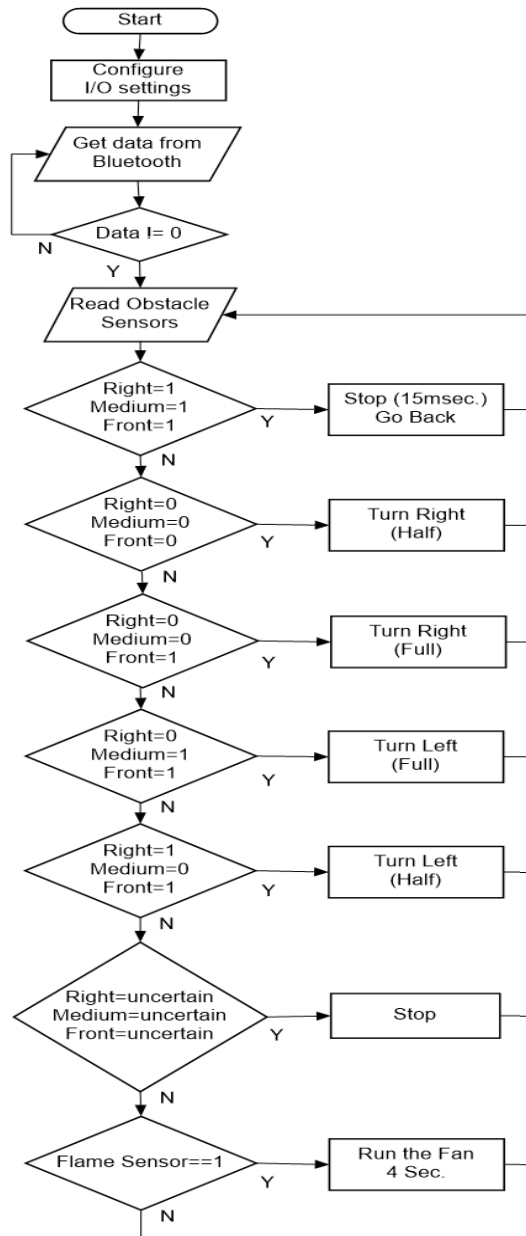 Start
Configure
I/O settings
Get data from
Bluetooth
Data != 0
N
Y
Read Obstacle
Sensors
Right=1
Medium=1
Front=1
Y
Stop (15msec.)
Go Back
N
Right=0
Medium=0
Front=0
Y
Turn Right
(Half)
N
Right=0
Medium=0
Front=1
Y
Turn Right
(Full)
N
Right=0
Medium=1
Front=1
Y
Turn Left
(Full)
N
Right=1
Medium=0
Front=1
Y
Turn Left
(Half)
N
Right=uncertain
Medium=uncertain
Front=uncertain
Y
Stop
N
Flame Sensor==1
Y
Run the Fan
4 Sec.
N